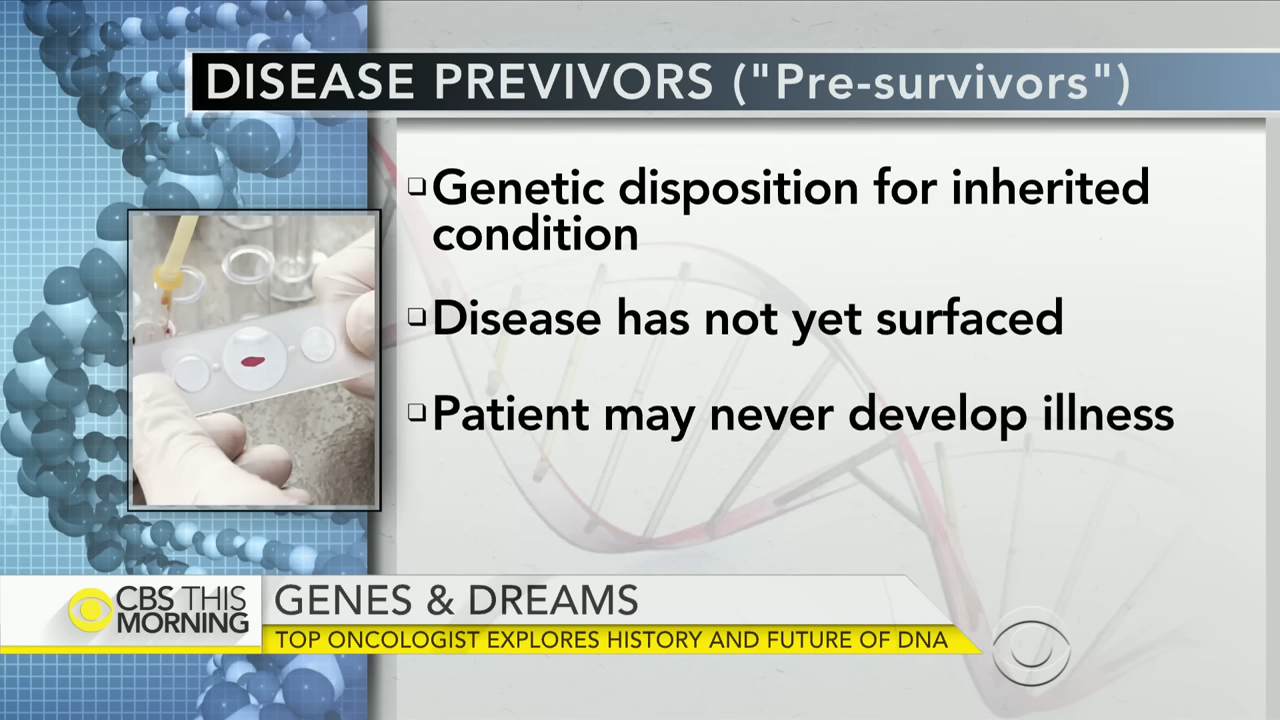 DISEASE PREVIVORS ("Pre-survivors")
❑Genetic disposition for inherited
condition
❑Disease has not yet surfaced
❑Patient may never develop illness
CBS THIS
MORNING
GENES & DREAMS
TOP ONCOLOGIST EXPLORES HISTORY AND FUTURE OF DNA